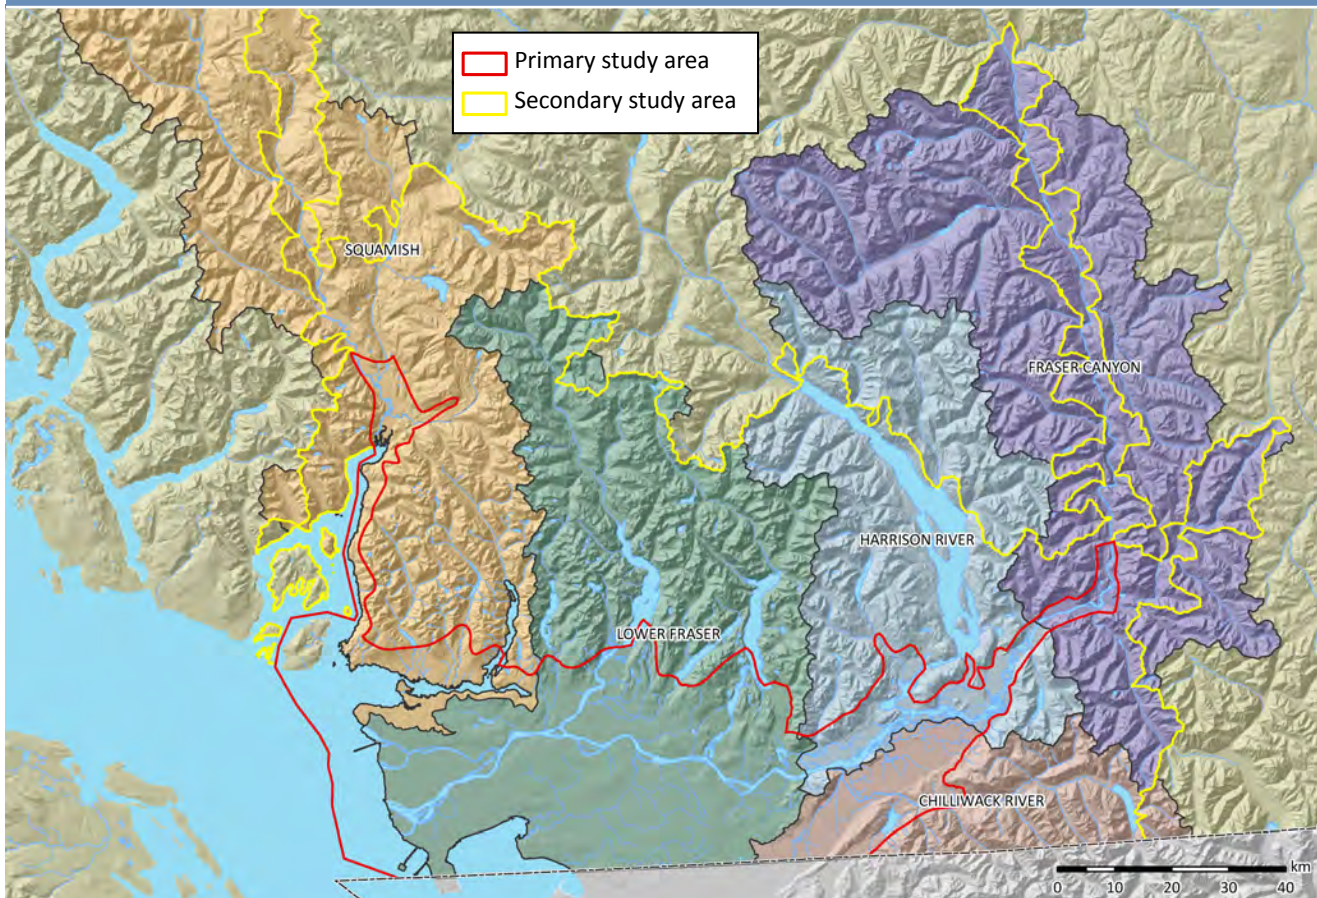 Primary study area
Secondary study area
SQUAMISH
FRASER CANYON
HARRISON RIVER
LOWER FRASER
CHILLIWACK RIVER
km
0 10 20 30 40